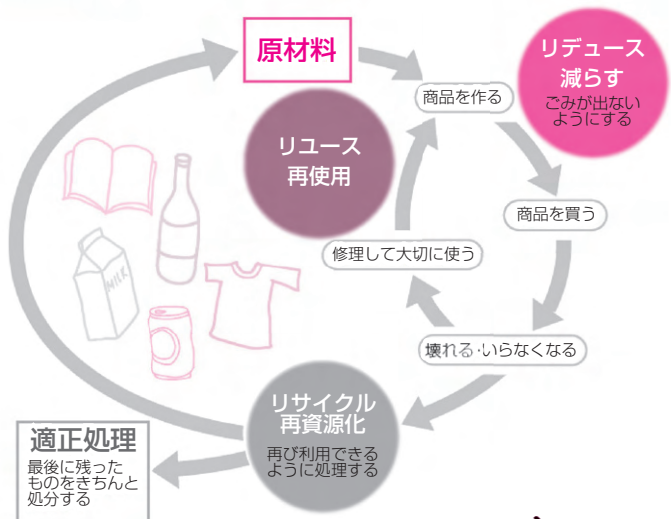 原材料
リデュース
減らす
ごみが出ない
ようにする
商品を作る
リユース
再使用
商品を買う
修理して大切に使う
壊れる·いらなくなる
MILK
リサイクル
再資源化
再び利用できる
ように処理する
適正処理
最後に残った
ものをきちんと
処分する